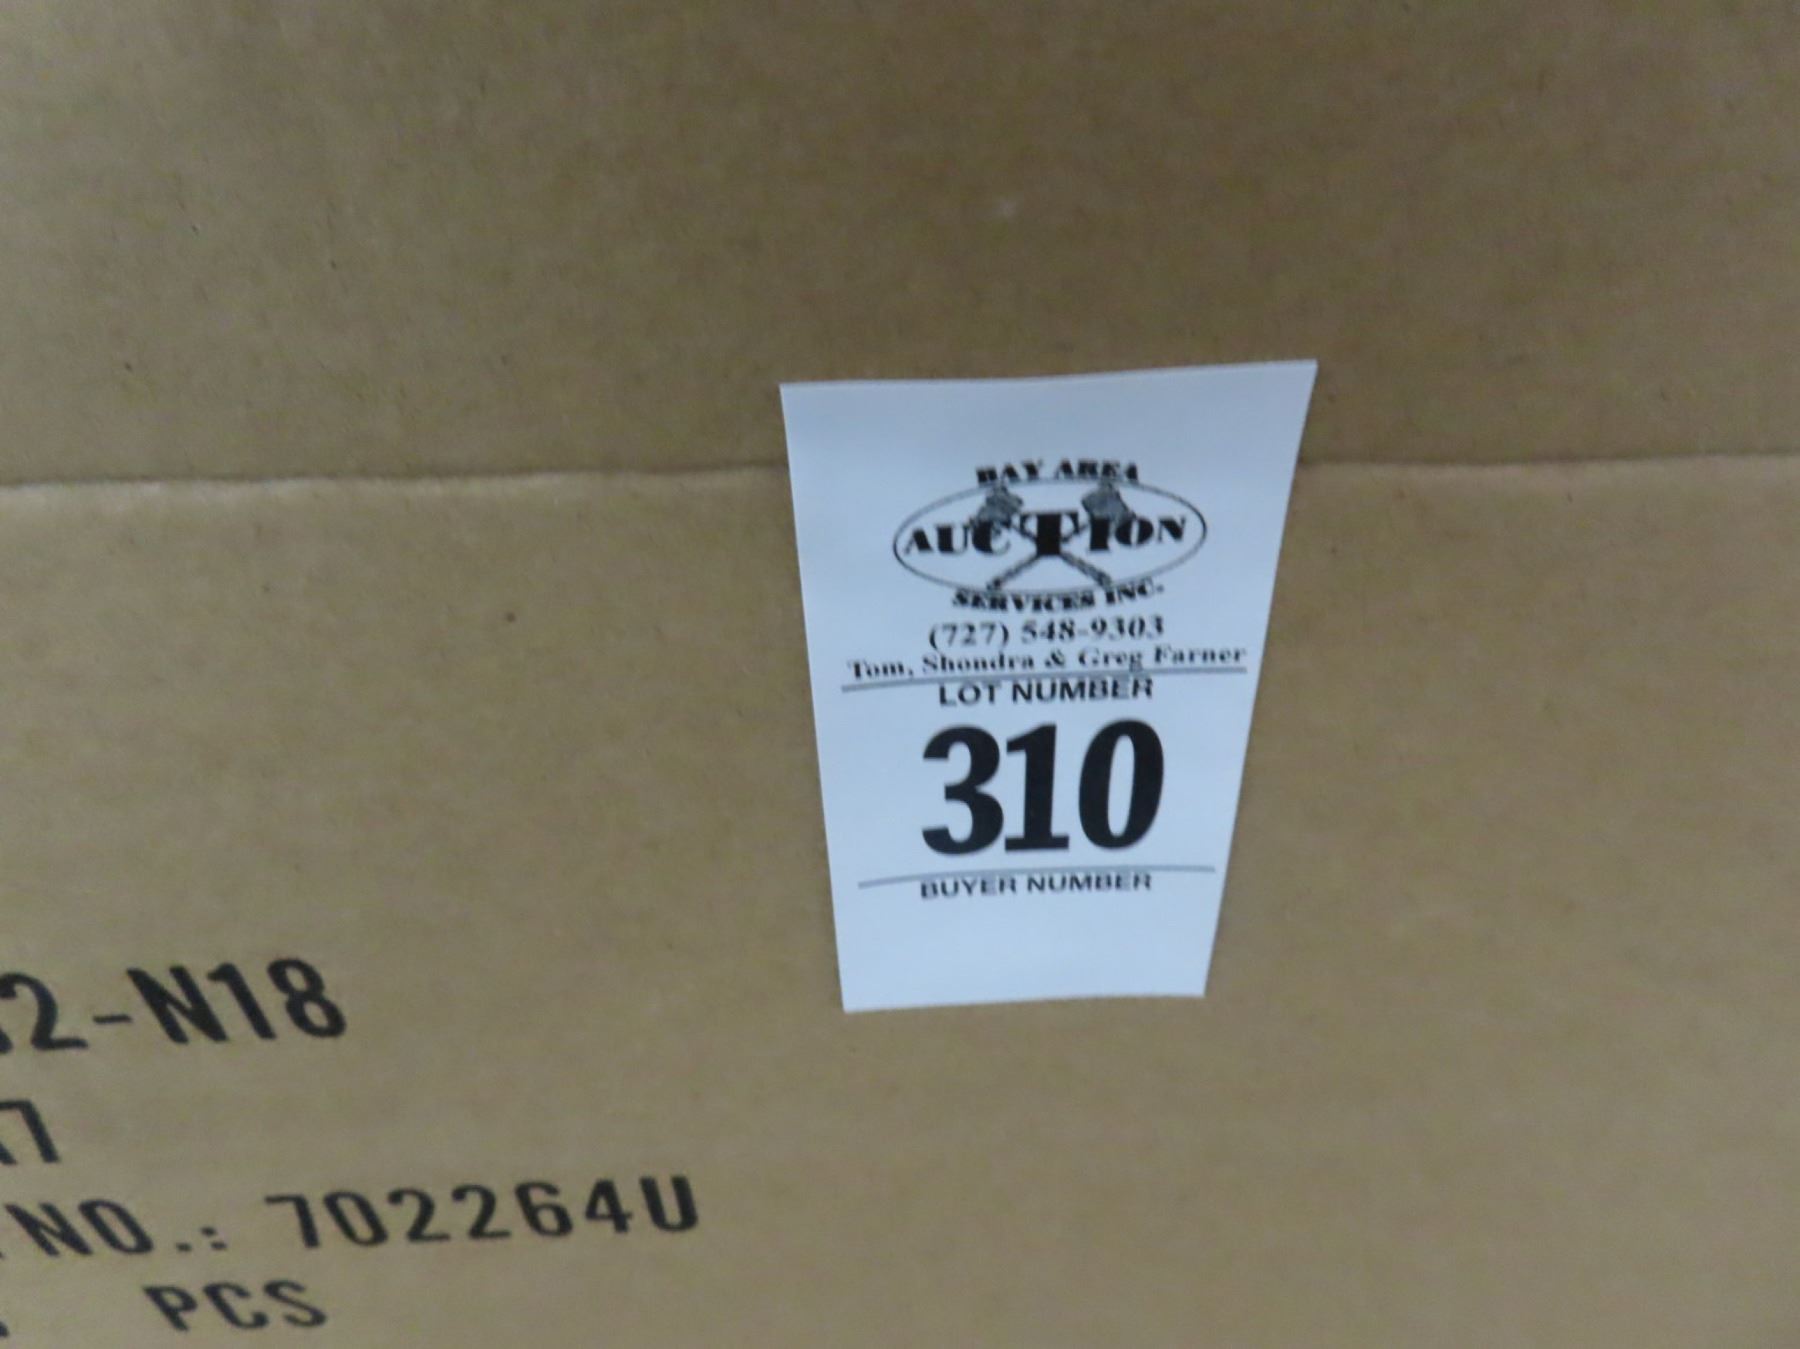 BAY AREA
AUCTION
SERVICES INC.
(727) 548-9303
Tom, Shondra & Greg Farner
LOT NUMBER
310
BUYER NUMBER
2-N18
17
NO.: 702264U
PCS